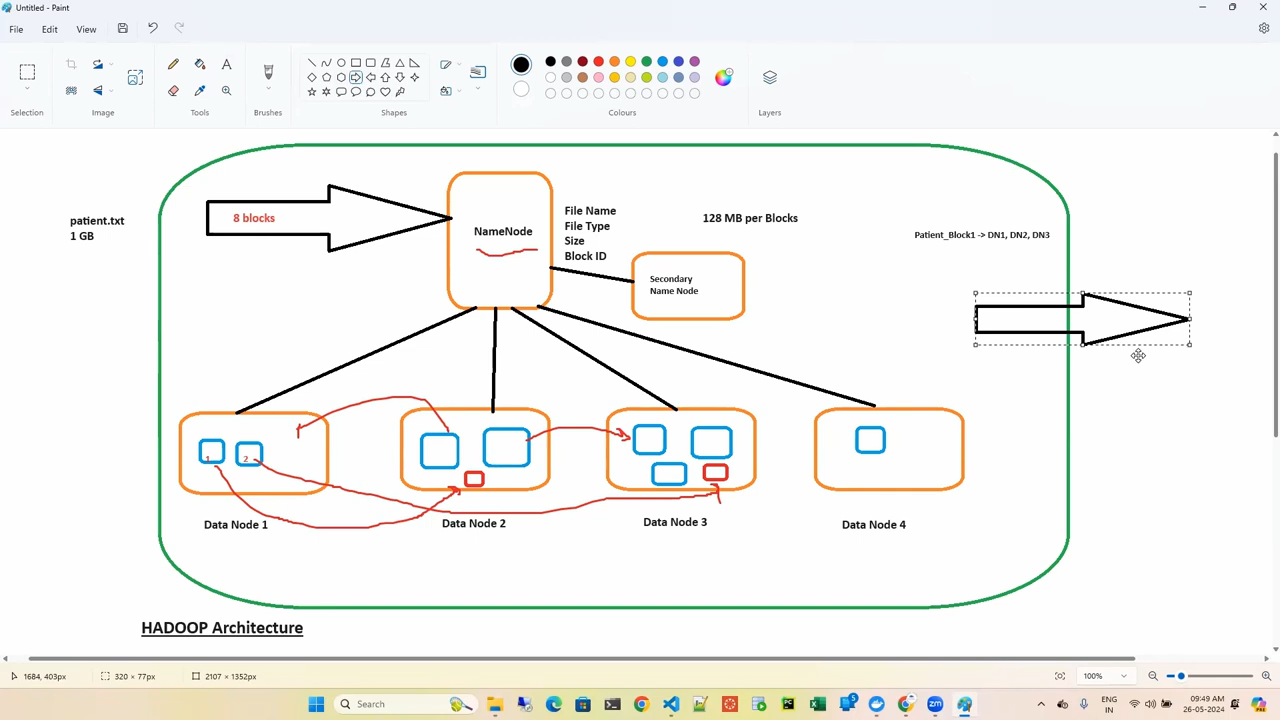 Untitled - Paint
File
Edit
View
Selection
Image
Tools
Brushes
Shapes
Colours
Layers
patient.txt
1 GB
8 blocks
NameNode
File Name
File Type
Size
Block ID
128 MB per Blocks
Patient_Block1 -> DN1, DN2, DN3
Secondary
Name Node
1
2
Data Node 1
Data Node 2
Data Node 3
Data Node 4
HADOOP Architecture
1684, 403px
320 × 77px
2107 × 1352px
100%
Search
ENG
IN
09:49 AM
26-05-2024